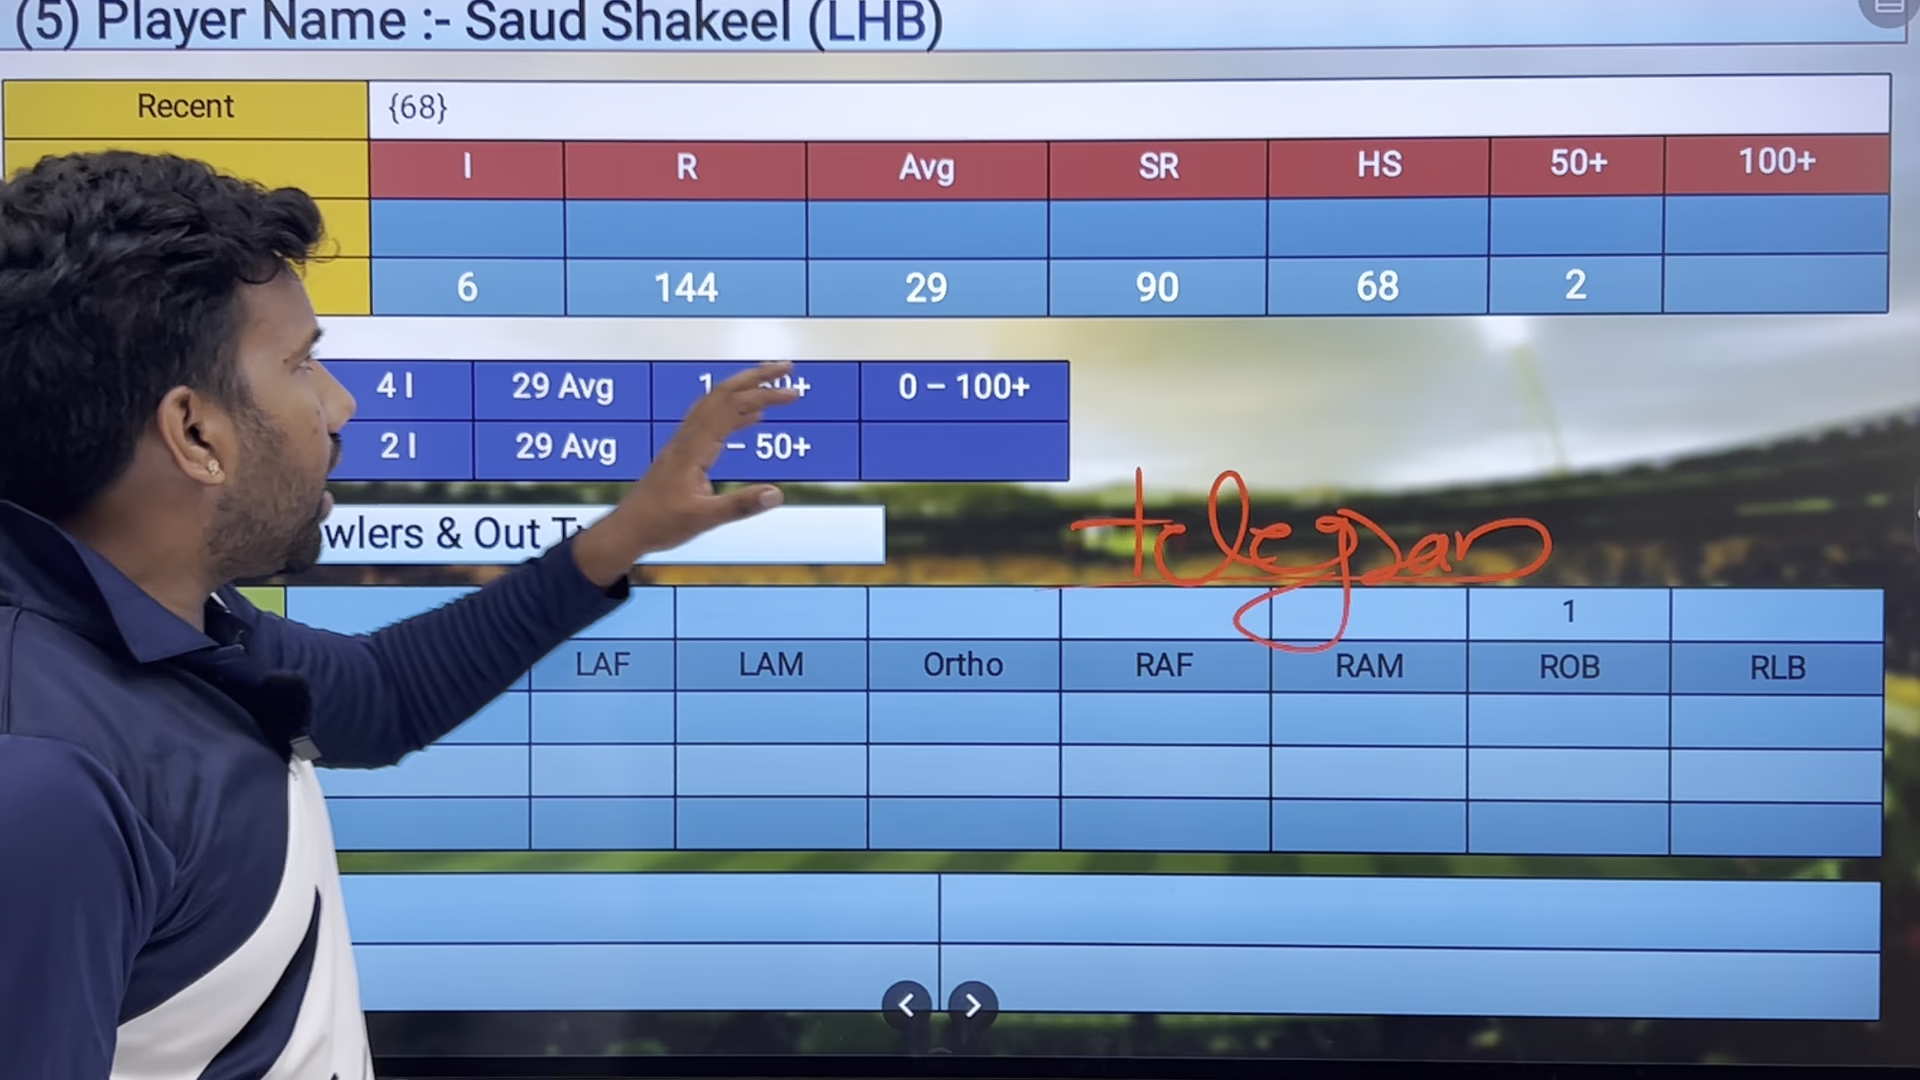 (5) Player Name :- Saud Shakeel (LHB)
Recent {68}
I R Avg SR HS 50+ 100+
6 144 29 90 68 2
4 I 29 Avg 1 50+ 0 – 100+
2 I 29 Avg – 50+
wlers & Out
telegram
1
LAF LAM Ortho RAF RAM ROB RLB